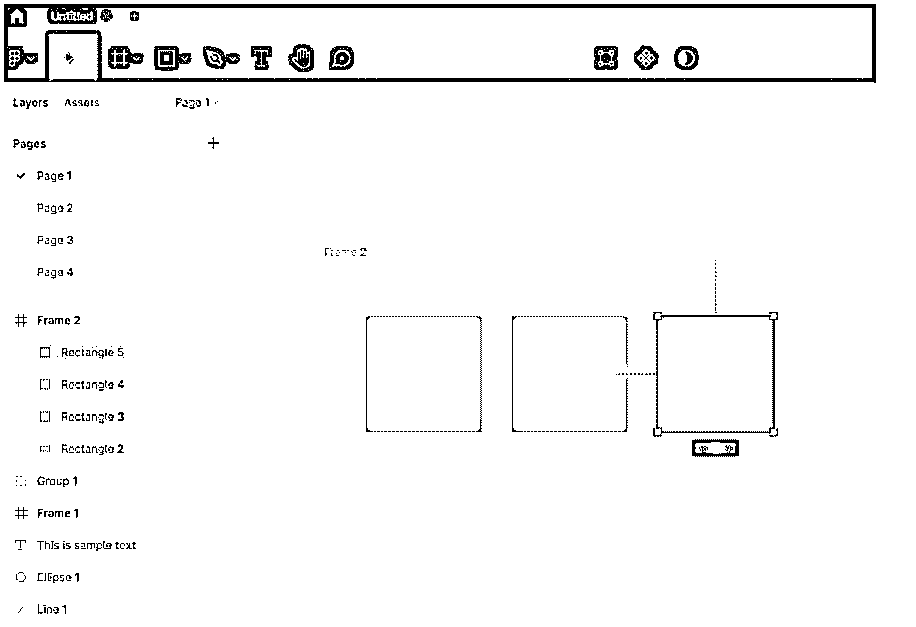 Untitled
Layers Assets Page 1
Pages
Page 1
Page 2
Page 3
Page 4
Frame 2
Frame 2
Rectangle 5
Rectangle 4
Rectangle 3
Rectangle 2
Group 1
Frame 1
This is sample text
Ellipse 1
Line 1